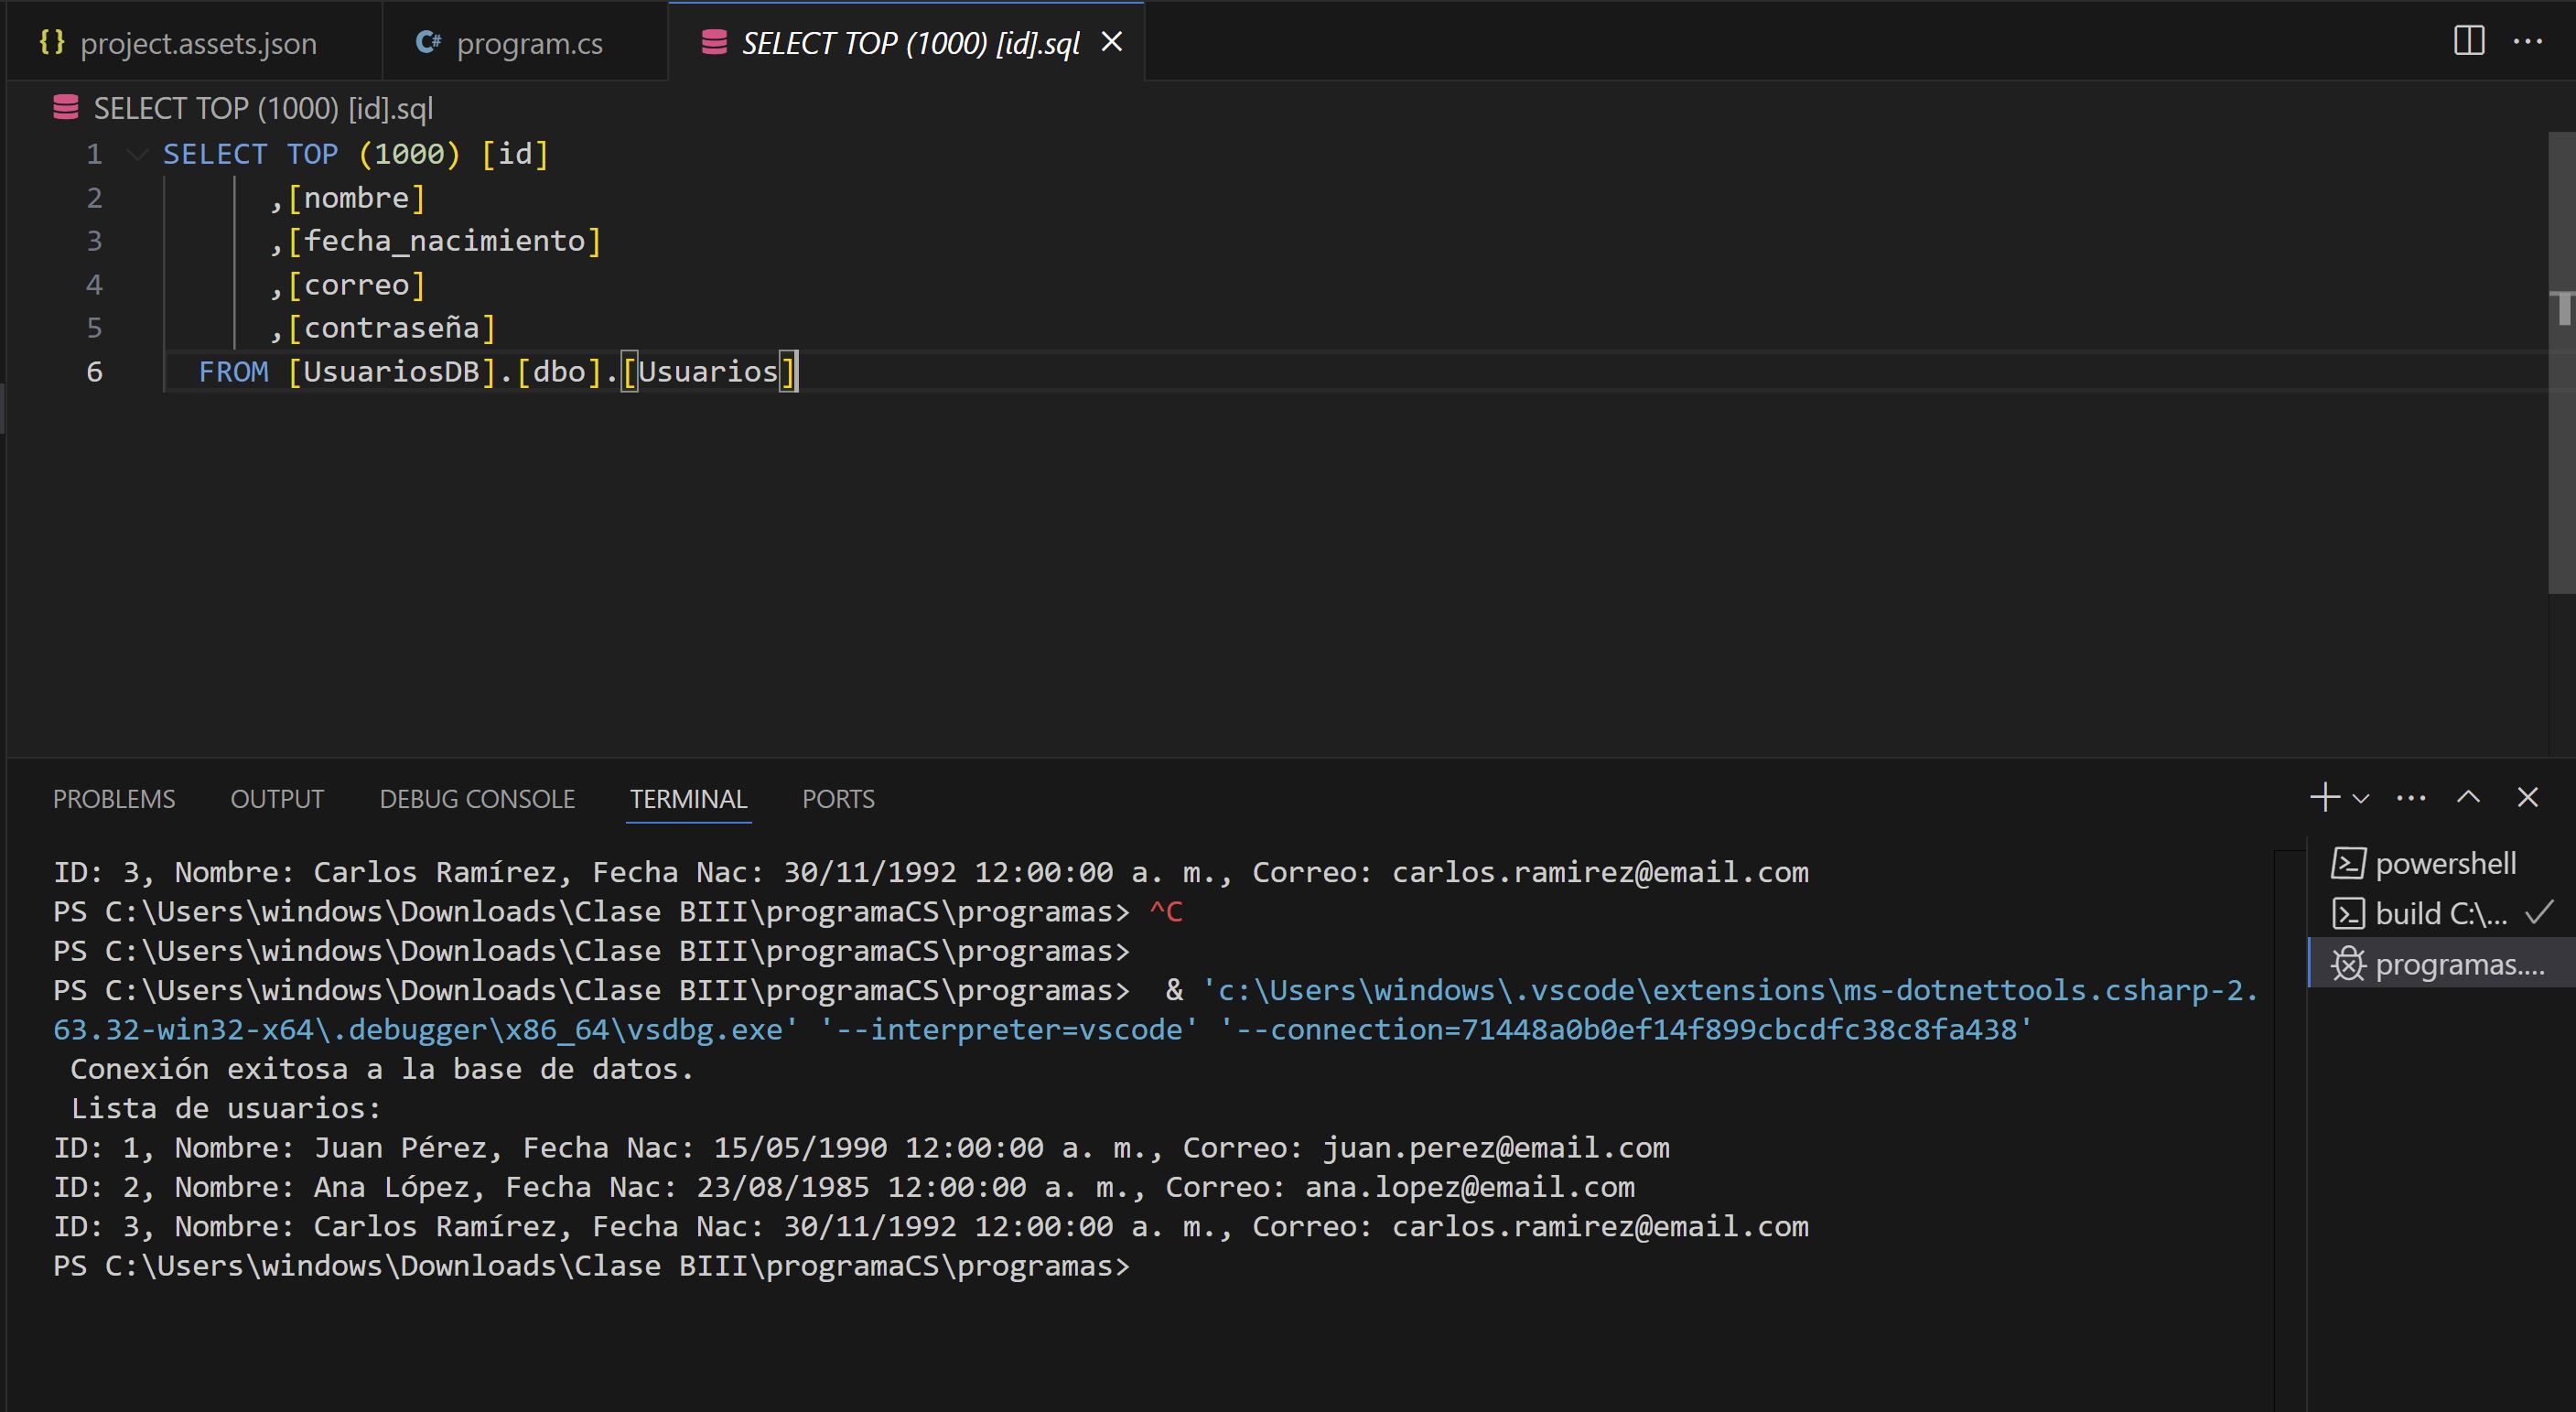 {} project.assets.json
C# program.cs
SELECT TOP (1000) [id].sql
SELECT TOP (1000) [id].sql
1 SELECT TOP (1000) [id]
2 ,[nombre]
3 ,[fecha_nacimiento]
4 ,[correo]
5 ,[contraseña]
6 FROM [UsuariosDB].[dbo].[Usuarios]
PROBLEMS OUTPUT DEBUG CONSOLE TERMINAL PORTS
ID: 3, Nombre: Carlos Ramírez, Fecha Nac: 30/11/1992 12:00:00 a. m., Correo: carlos.ramirez@email.com
PS C:\Users\windows\Downloads\Clase BIII\programaCS\programas> ^C
PS C:\Users\windows\Downloads\Clase BIII\programaCS\programas>
PS C:\Users\windows\Downloads\Clase BIII\programaCS\programas>  & 'c:\Users\windows\.vscode\extensions\ms-dotnettools.csharp-2.
63.32-win32-x64\.debugger\x86_64\vsdbg.exe' '--interpreter=vscode' '--connection=71448a0b0ef14f899cbcdfc38c8fa438'
Conexión exitosa a la base de datos.
Lista de usuarios:
ID: 1, Nombre: Juan Pérez, Fecha Nac: 15/05/1990 12:00:00 a. m., Correo: juan.perez@email.com
ID: 2, Nombre: Ana López, Fecha Nac: 23/08/1985 12:00:00 a. m., Correo: ana.lopez@email.com
ID: 3, Nombre: Carlos Ramírez, Fecha Nac: 30/11/1992 12:00:00 a. m., Correo: carlos.ramirez@email.com
PS C:\Users\windows\Downloads\Clase BIII\programaCS\programas>
powershell
build C:\...
programas....